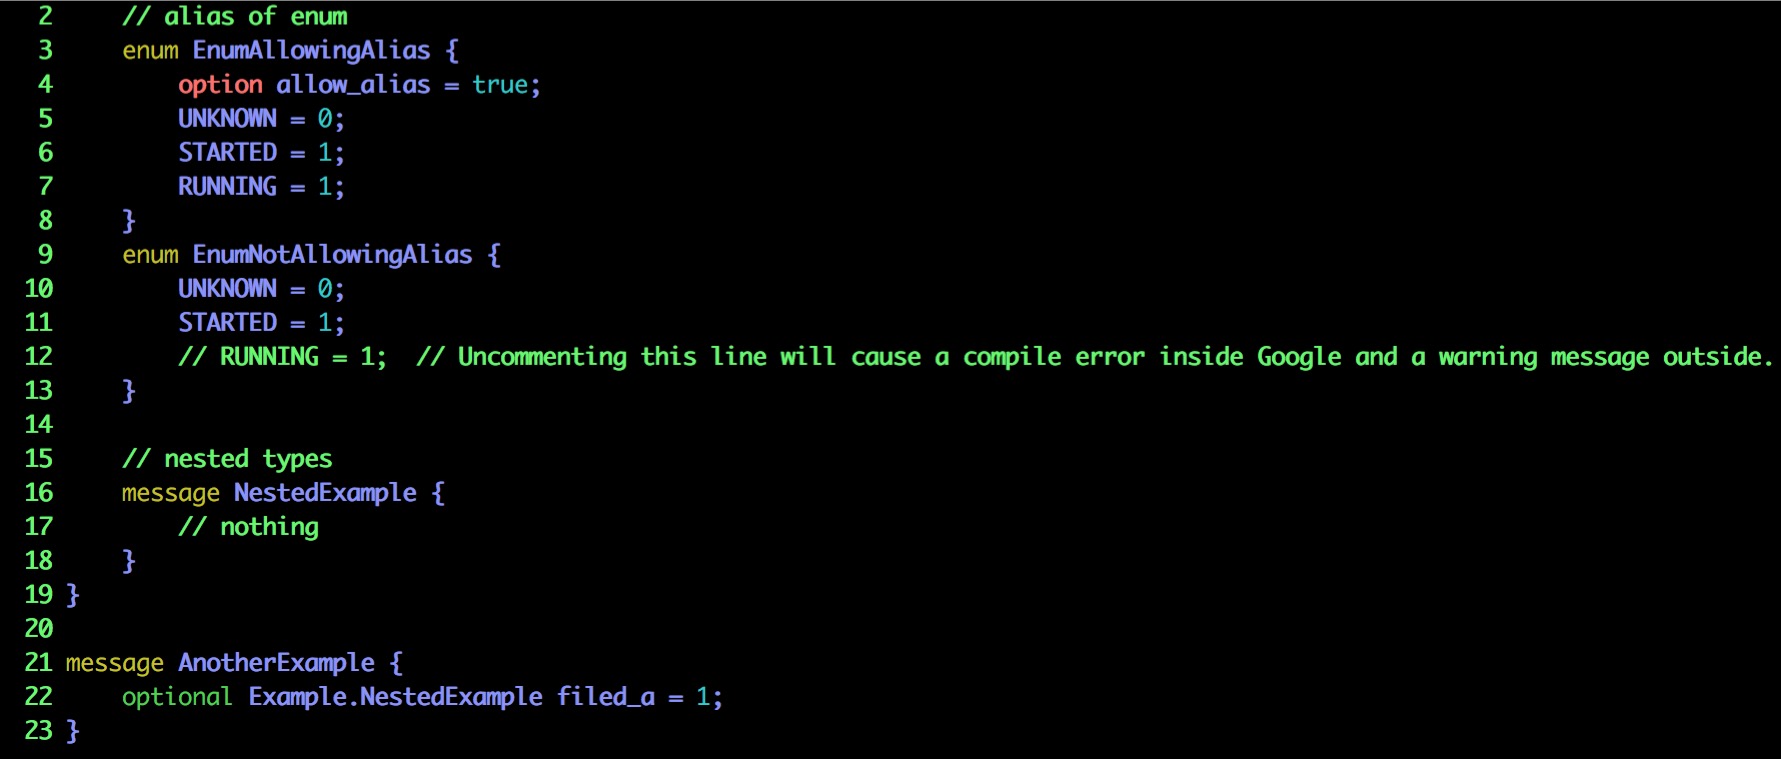 2 // alias of enum
3 enum EnumAllowingAlias {
4 option allow_alias = true;
5 UNKNOWN = 0;
6 STARTED = 1;
7 RUNNING = 1;
8 }
9 enum EnumNotAllowingAlias {
10 UNKNOWN = 0;
11 STARTED = 1;
12 // RUNNING = 1;  // Uncommenting this line will cause a compile error inside Google and a warning message outside.
13 }
14
15 // nested types
16 message NestedExample {
17 // nothing
18 }
19 }
20
21 message AnotherExample {
22 optional Example.NestedExample filed_a = 1;
23 }